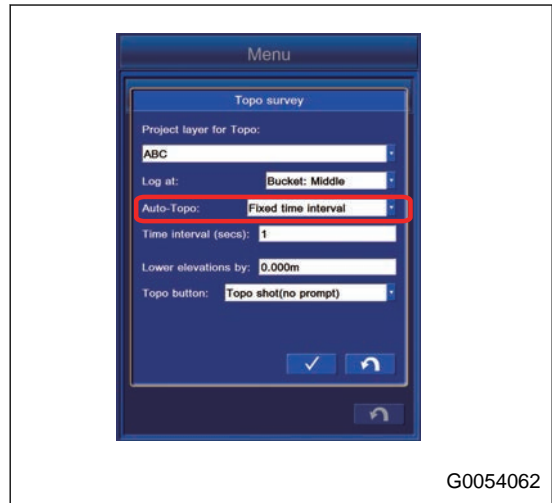 Menu
Topo survey
Project layer for Topo:
ABC
Log at: Bucket: Middle
Auto-Topo: Fixed time interval
Time interval (secs): 1
Lower elevations by: 0.000m
Topo button: Topo shot(no prompt)
G0054062